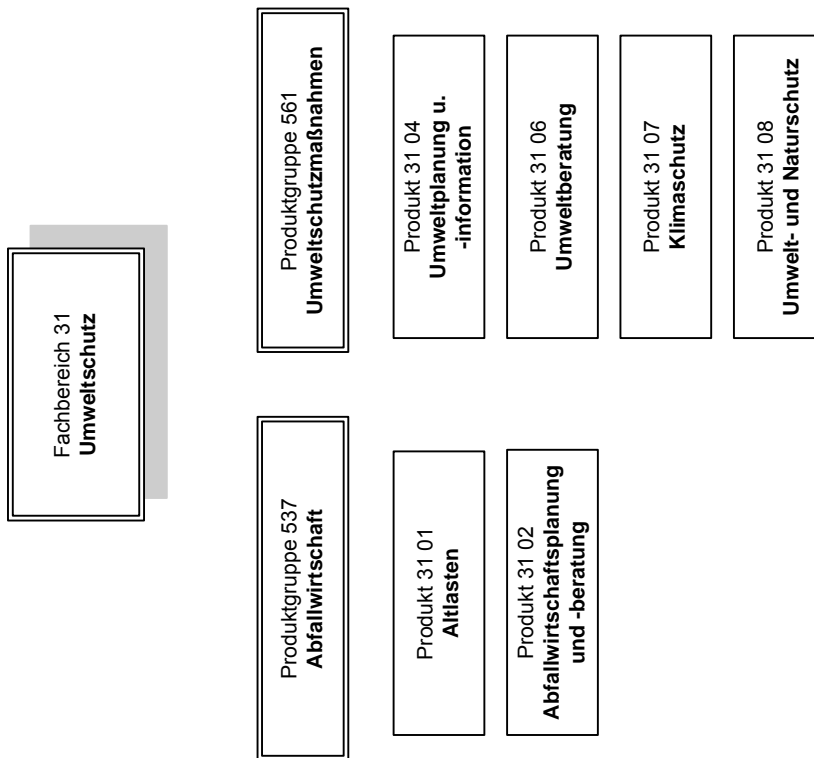 Fachbereich 31
Umweltschutz
Produktgruppe 537
Abfallwirtschaft
Produkt 31 01
Altlasten
Produkt 31 02
Abfallwirtschaftsplanung
und -beratung
Produktgruppe 561
Umweltschutzmaßnahmen
Produkt 31 04
Umweltplanung u.
-information
Produkt 31 06
Umweltberatung
Produkt 31 07
Klimaschutz
Produkt 31 08
Umwelt- und Naturschutz